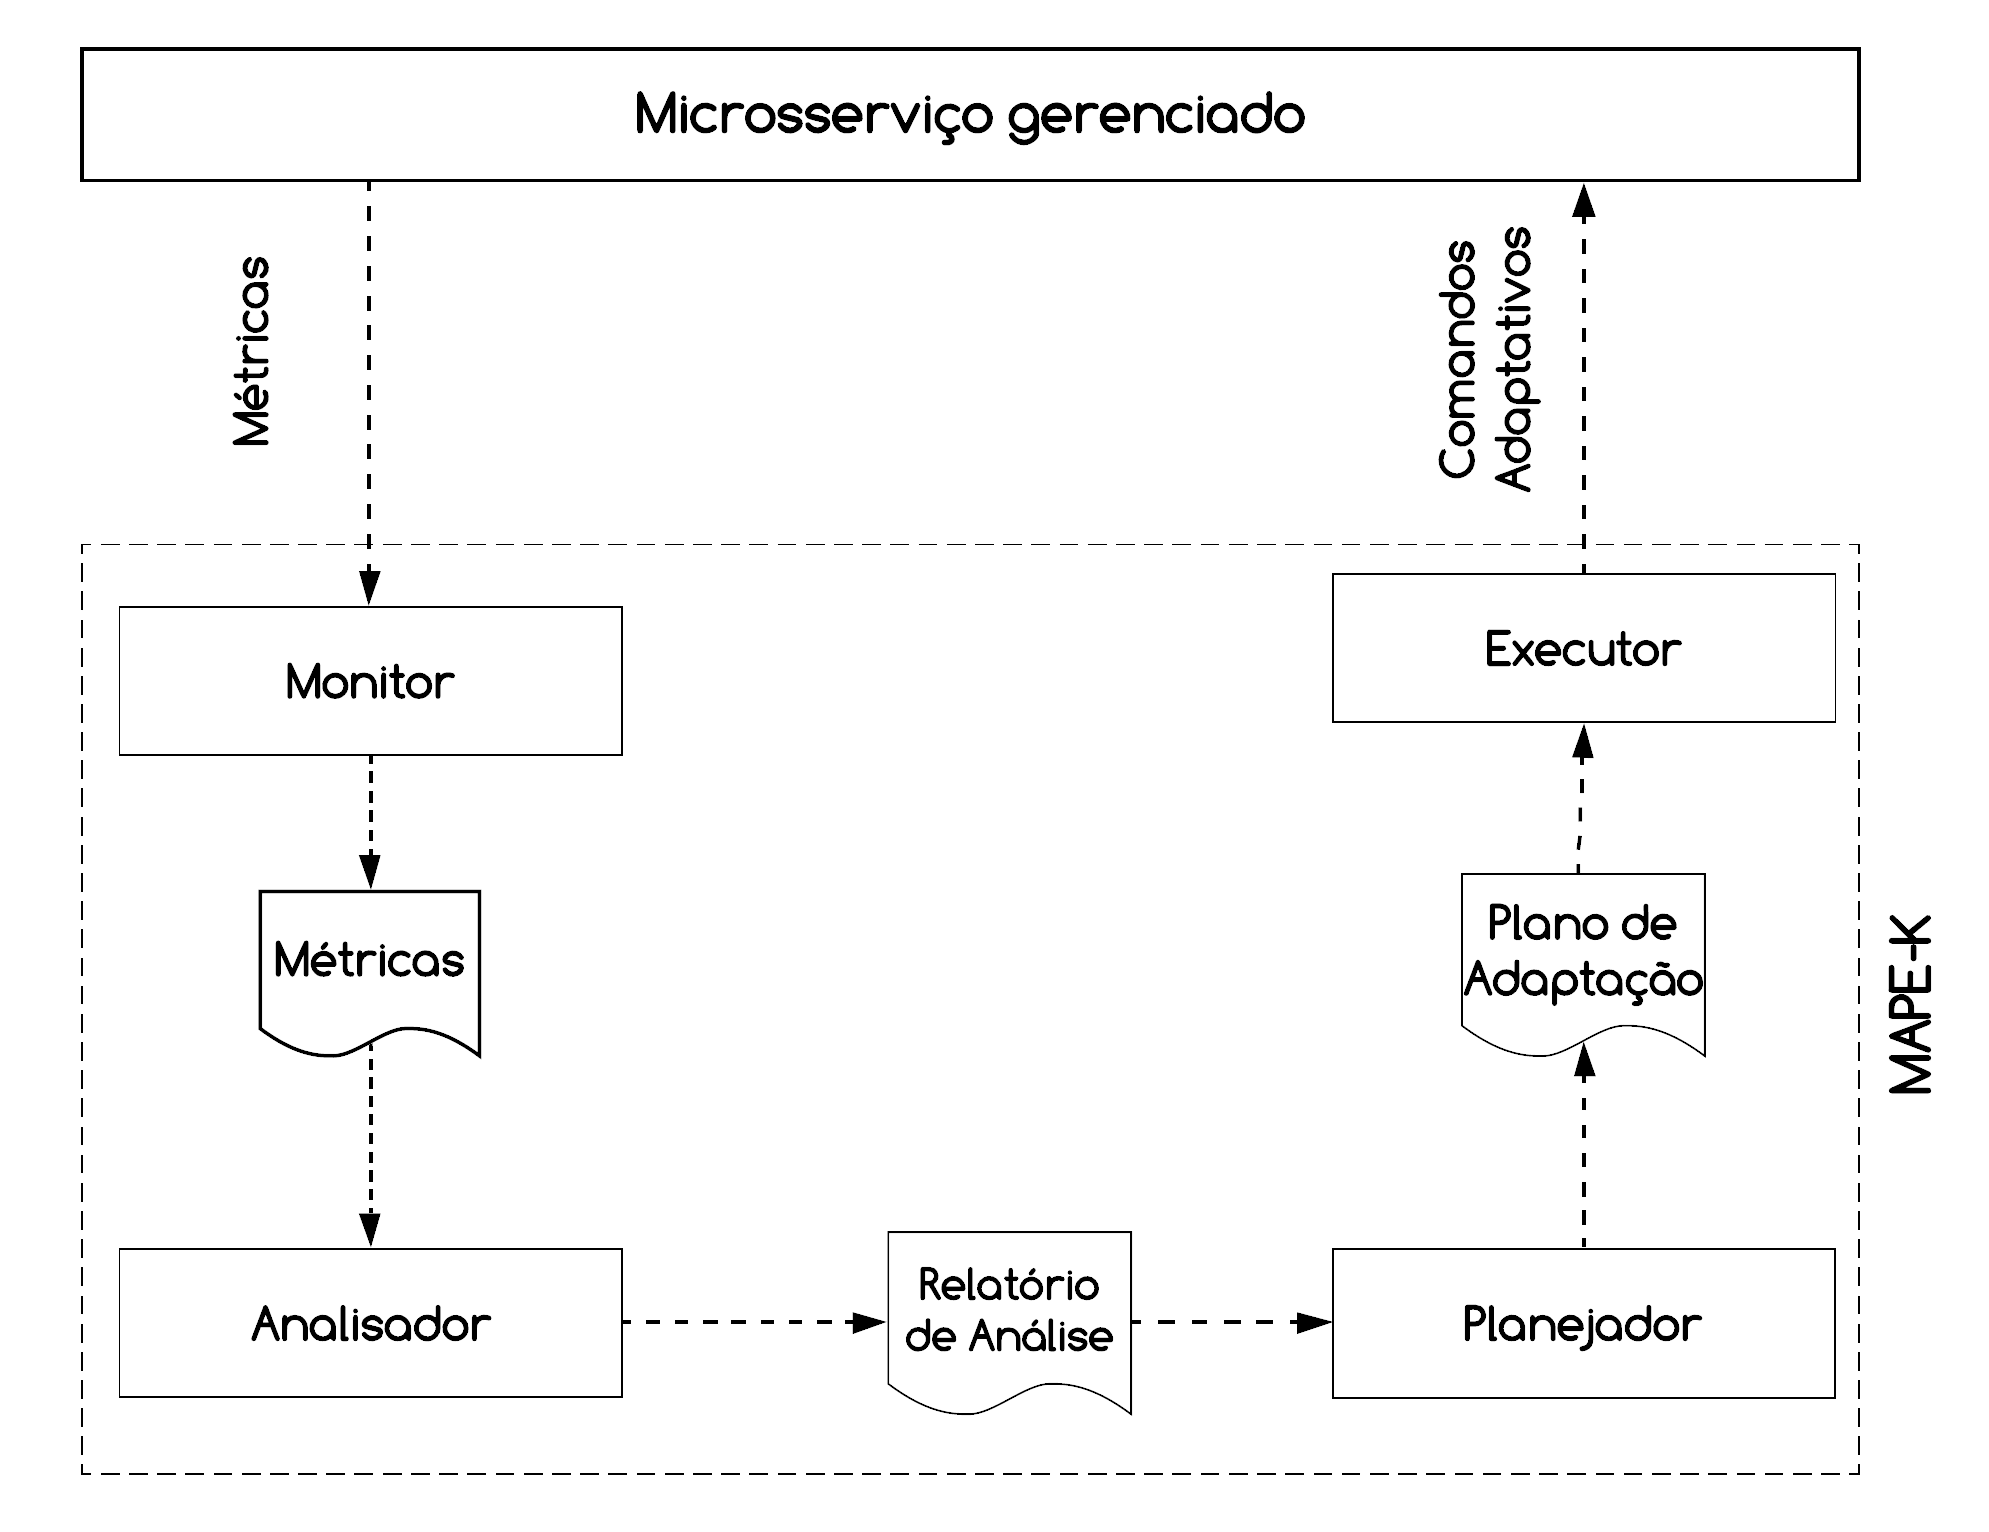 Microsserviço gerenciado
Métricas
Comandos
Adaptativos
Monitor
Executor
Métricas
Plano de
Adaptação
MAPE-K
Analisador
Relatório
de Análise
Planejador